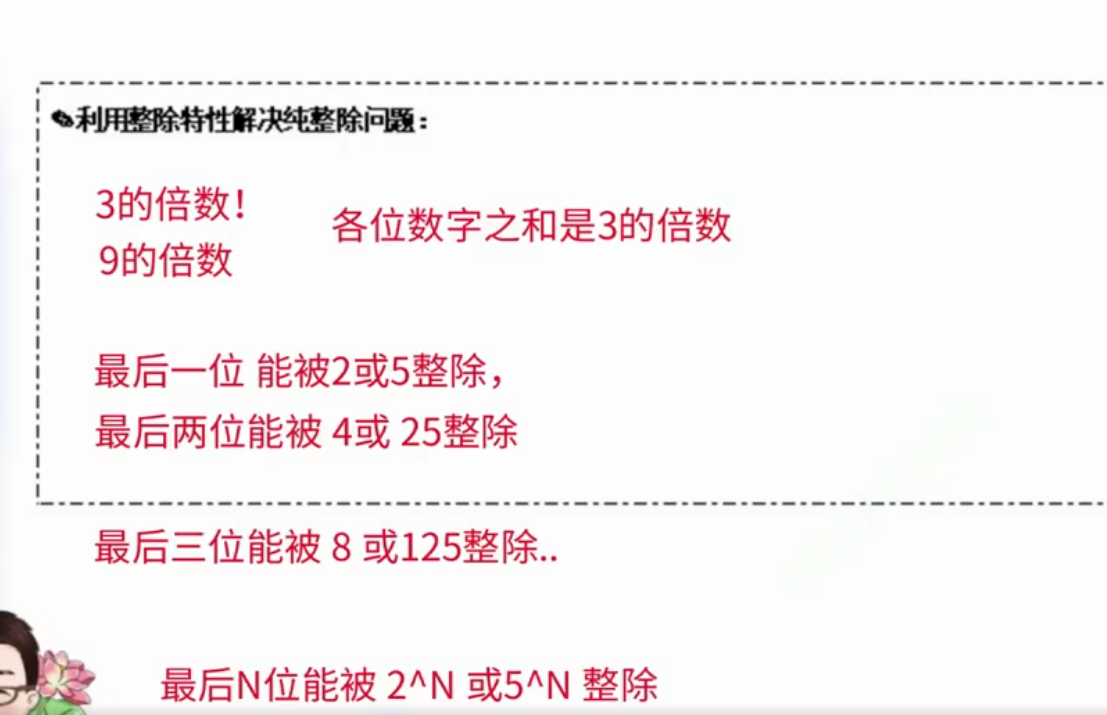 利用整除特性解决纯整除问题：
3的倍数！
各位数字之和是3的倍数
9的倍数
最后一位 能被2或5整除，
最后两位能被 4或 25整除
最后三位能被 8 或125整除..
最后N位能被 2^N 或5^N 整除